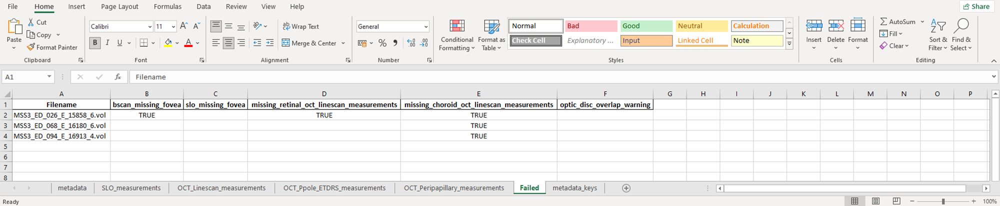 File Home Insert Page Layout Formulas Data Review View Help Share
Cut Calibri 11 A^ A˅ ab Wrap Text General Normal Bad Good Neutral Calculation AutoSum
Paste Copy Conditional Formatting Format as Table Insert Delete Format Fill Sort & Filter Find & Select
Format Painter B I U A Merge & Center % , .00 .0 Check Cell Explanatory ... Input Linked Cell Note Clear
Clipboard Font Alignment Number Styles Cells Editing
A1 fx Filename
A B C D E F G H I J K L M N O P
1 Filename bscan_missing_fovea slo_missing_fovea missing_retinal_oct_linescan_measurements missing_choroid_oct_linescan_measurements optic_disc_overlap_warning
2 MSS3_ED_026_E_15858_6.vol TRUE TRUE TRUE
3 MSS3_ED_068_E_16180_6.vol TRUE
4 MSS3_ED_094_E_16913_4.vol TRUE
5
6
7
8
metadata SLO_measurements OCT_Linescan_measurements OCT_Ppole_ETDRS_measurements OCT_Peripapillary_measurements Failed metadata_keys
Ready 100%